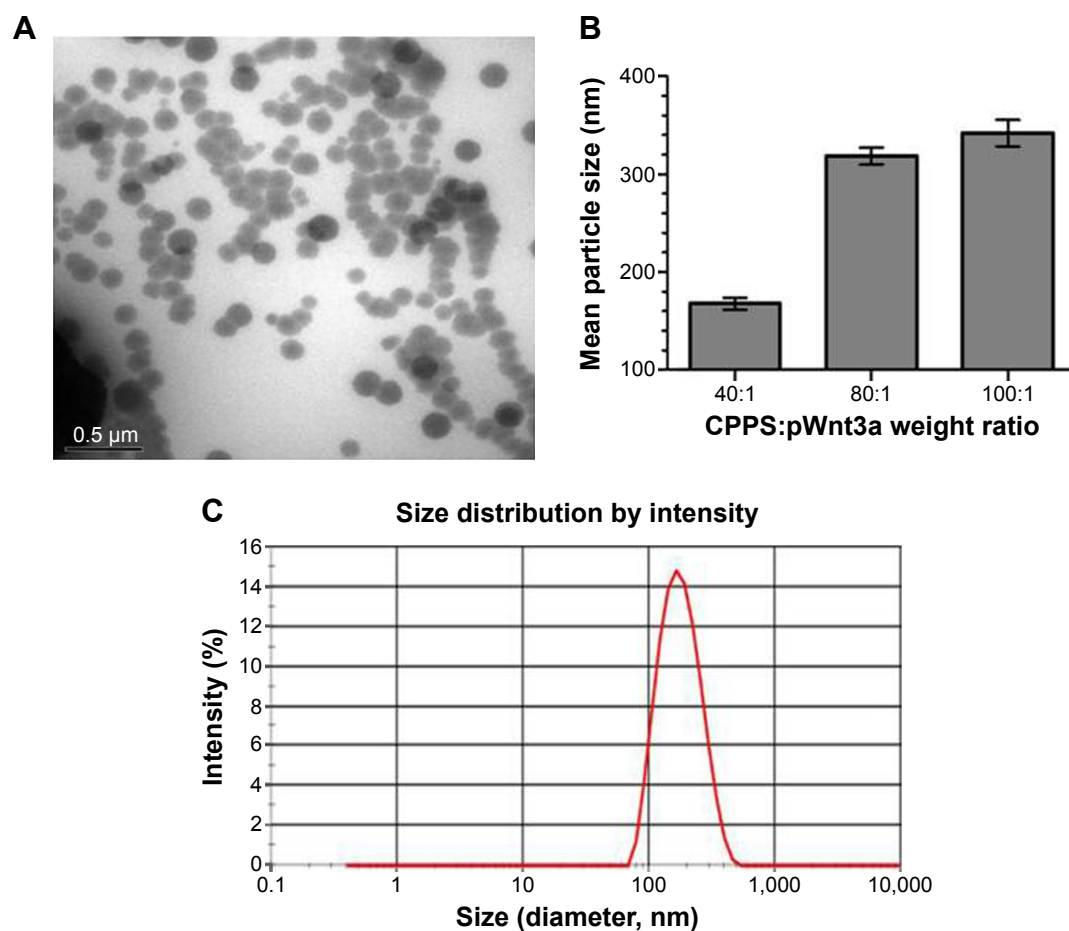 A
0.5 µm
B
Mean particle size (nm)
400
300
200
100
40:1 80:1 100:1
CPPS:pWnt3a weight ratio
C
Size distribution by intensity
Intensity (%)
16
14
12
10
8
6
4
2
0
0.1 1 10 100 1,000 10,000
Size (diameter, nm)